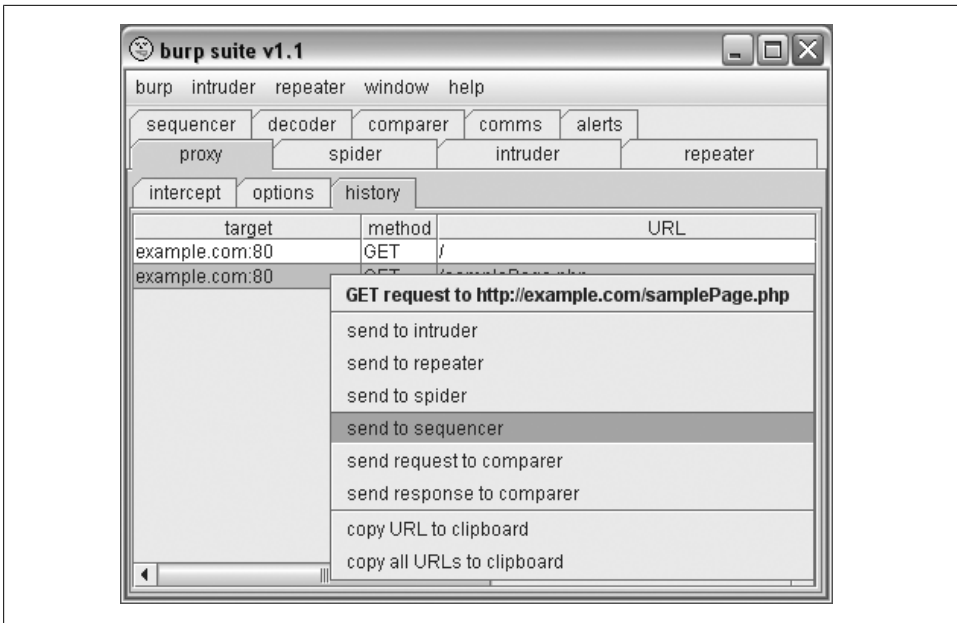 burp suite v1.1
burp intruder repeater window help
sequencer decoder comparer comms alerts
proxy spider intruder repeater
intercept options history
target method URL
example.com:80 GET /
example.com:80 GET /samplePage.php
GET request to http://example.com/samplePage.php
send to intruder
send to repeater
send to spider
send to sequencer
send request to comparer
send response to comparer
copy URL to clipboard
copy all URLs to clipboard